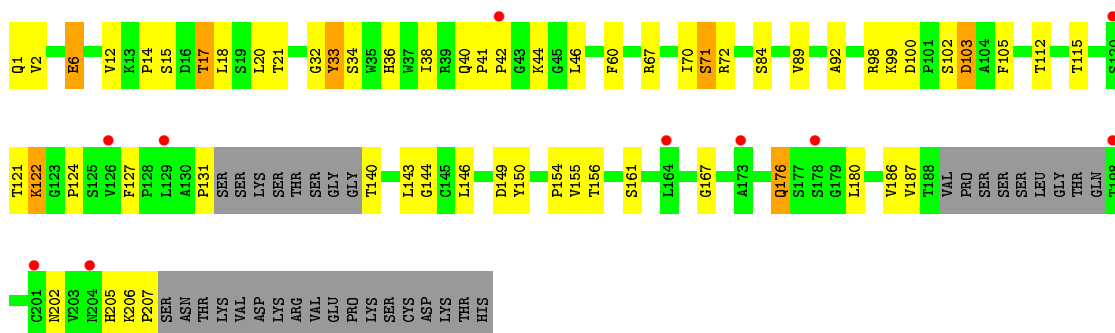 Q1 V2 E6 V12 K13 P14 S15 D16 T17 L18 S19 L20 T21 G32 Y33 S34 W35 H36 W37 I38 R39 Q40 P41 P42 G43 K44 G45 L46 F60 R67 I70 S71 R72 S84 V89 A92 R98 K99 D100 P101 S102 D103 A104 F105 T112 T115 S120
T121 K122 G123 P124 S125 V126 F127 P128 L129 A130 P131 SER SER LYS SER THR SER GLY GLY T140 L143 G144 C145 L146 D149 Y150 P154 V155 T156 S161 L164 G167 A173 Q176 S177 S178 G179 L180 V186 V187 T188 VAL PRO SER SER SER LEU GLY THR GLN T198
C201 N202 V203 N204 H205 K206 P207 SER ASN THR LYS VAL ASP LYS ARG VAL GLU PRO LYS SER CYS ASP LYS THR HIS